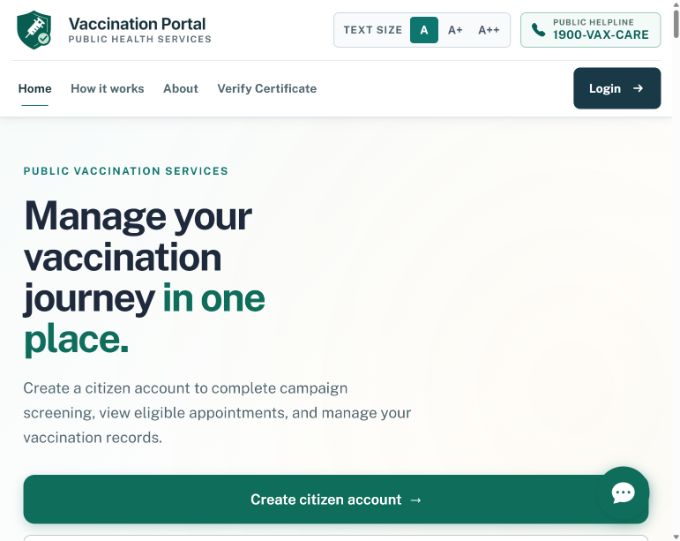 Vaccination Portal
PUBLIC HEALTH SERVICES
TEXT SIZE A A+ A++
PUBLIC HELPLINE
1900-VAX-CARE
Home How it works About Verify Certificate
Login →
PUBLIC VACCINATION SERVICES
Manage your
vaccination
journey in one
place.
Create a citizen account to complete campaign
screening, view eligible appointments, and manage your
vaccination records.
Create citizen account →